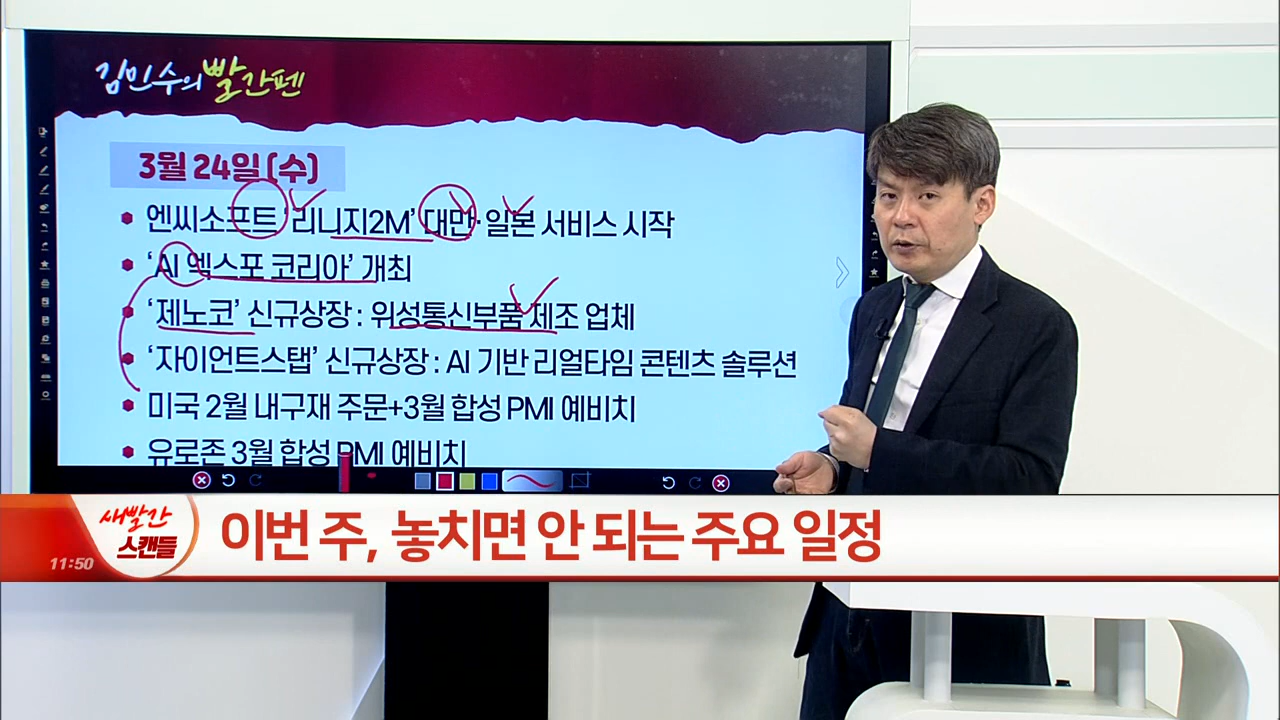 김민수의 빨간펜
3월 24일 (수)
• 엔씨소프트 '리니지2M' 대만·일본 서비스 시작
• 'AI 엑스포 코리아' 개최
• '제노코' 신규상장 : 위성통신부품 제조 업체
• '자이언트스탭' 신규상장 : AI 기반 리얼타임 콘텐츠 솔루션
• 미국 2월 내구재 주문+3월 합성 PMI 예비치
• 유로존 3월 합성 PMI 예비치
새빨간
스캔들
11:50
이번 주, 놓치면 안 되는 주요 일정